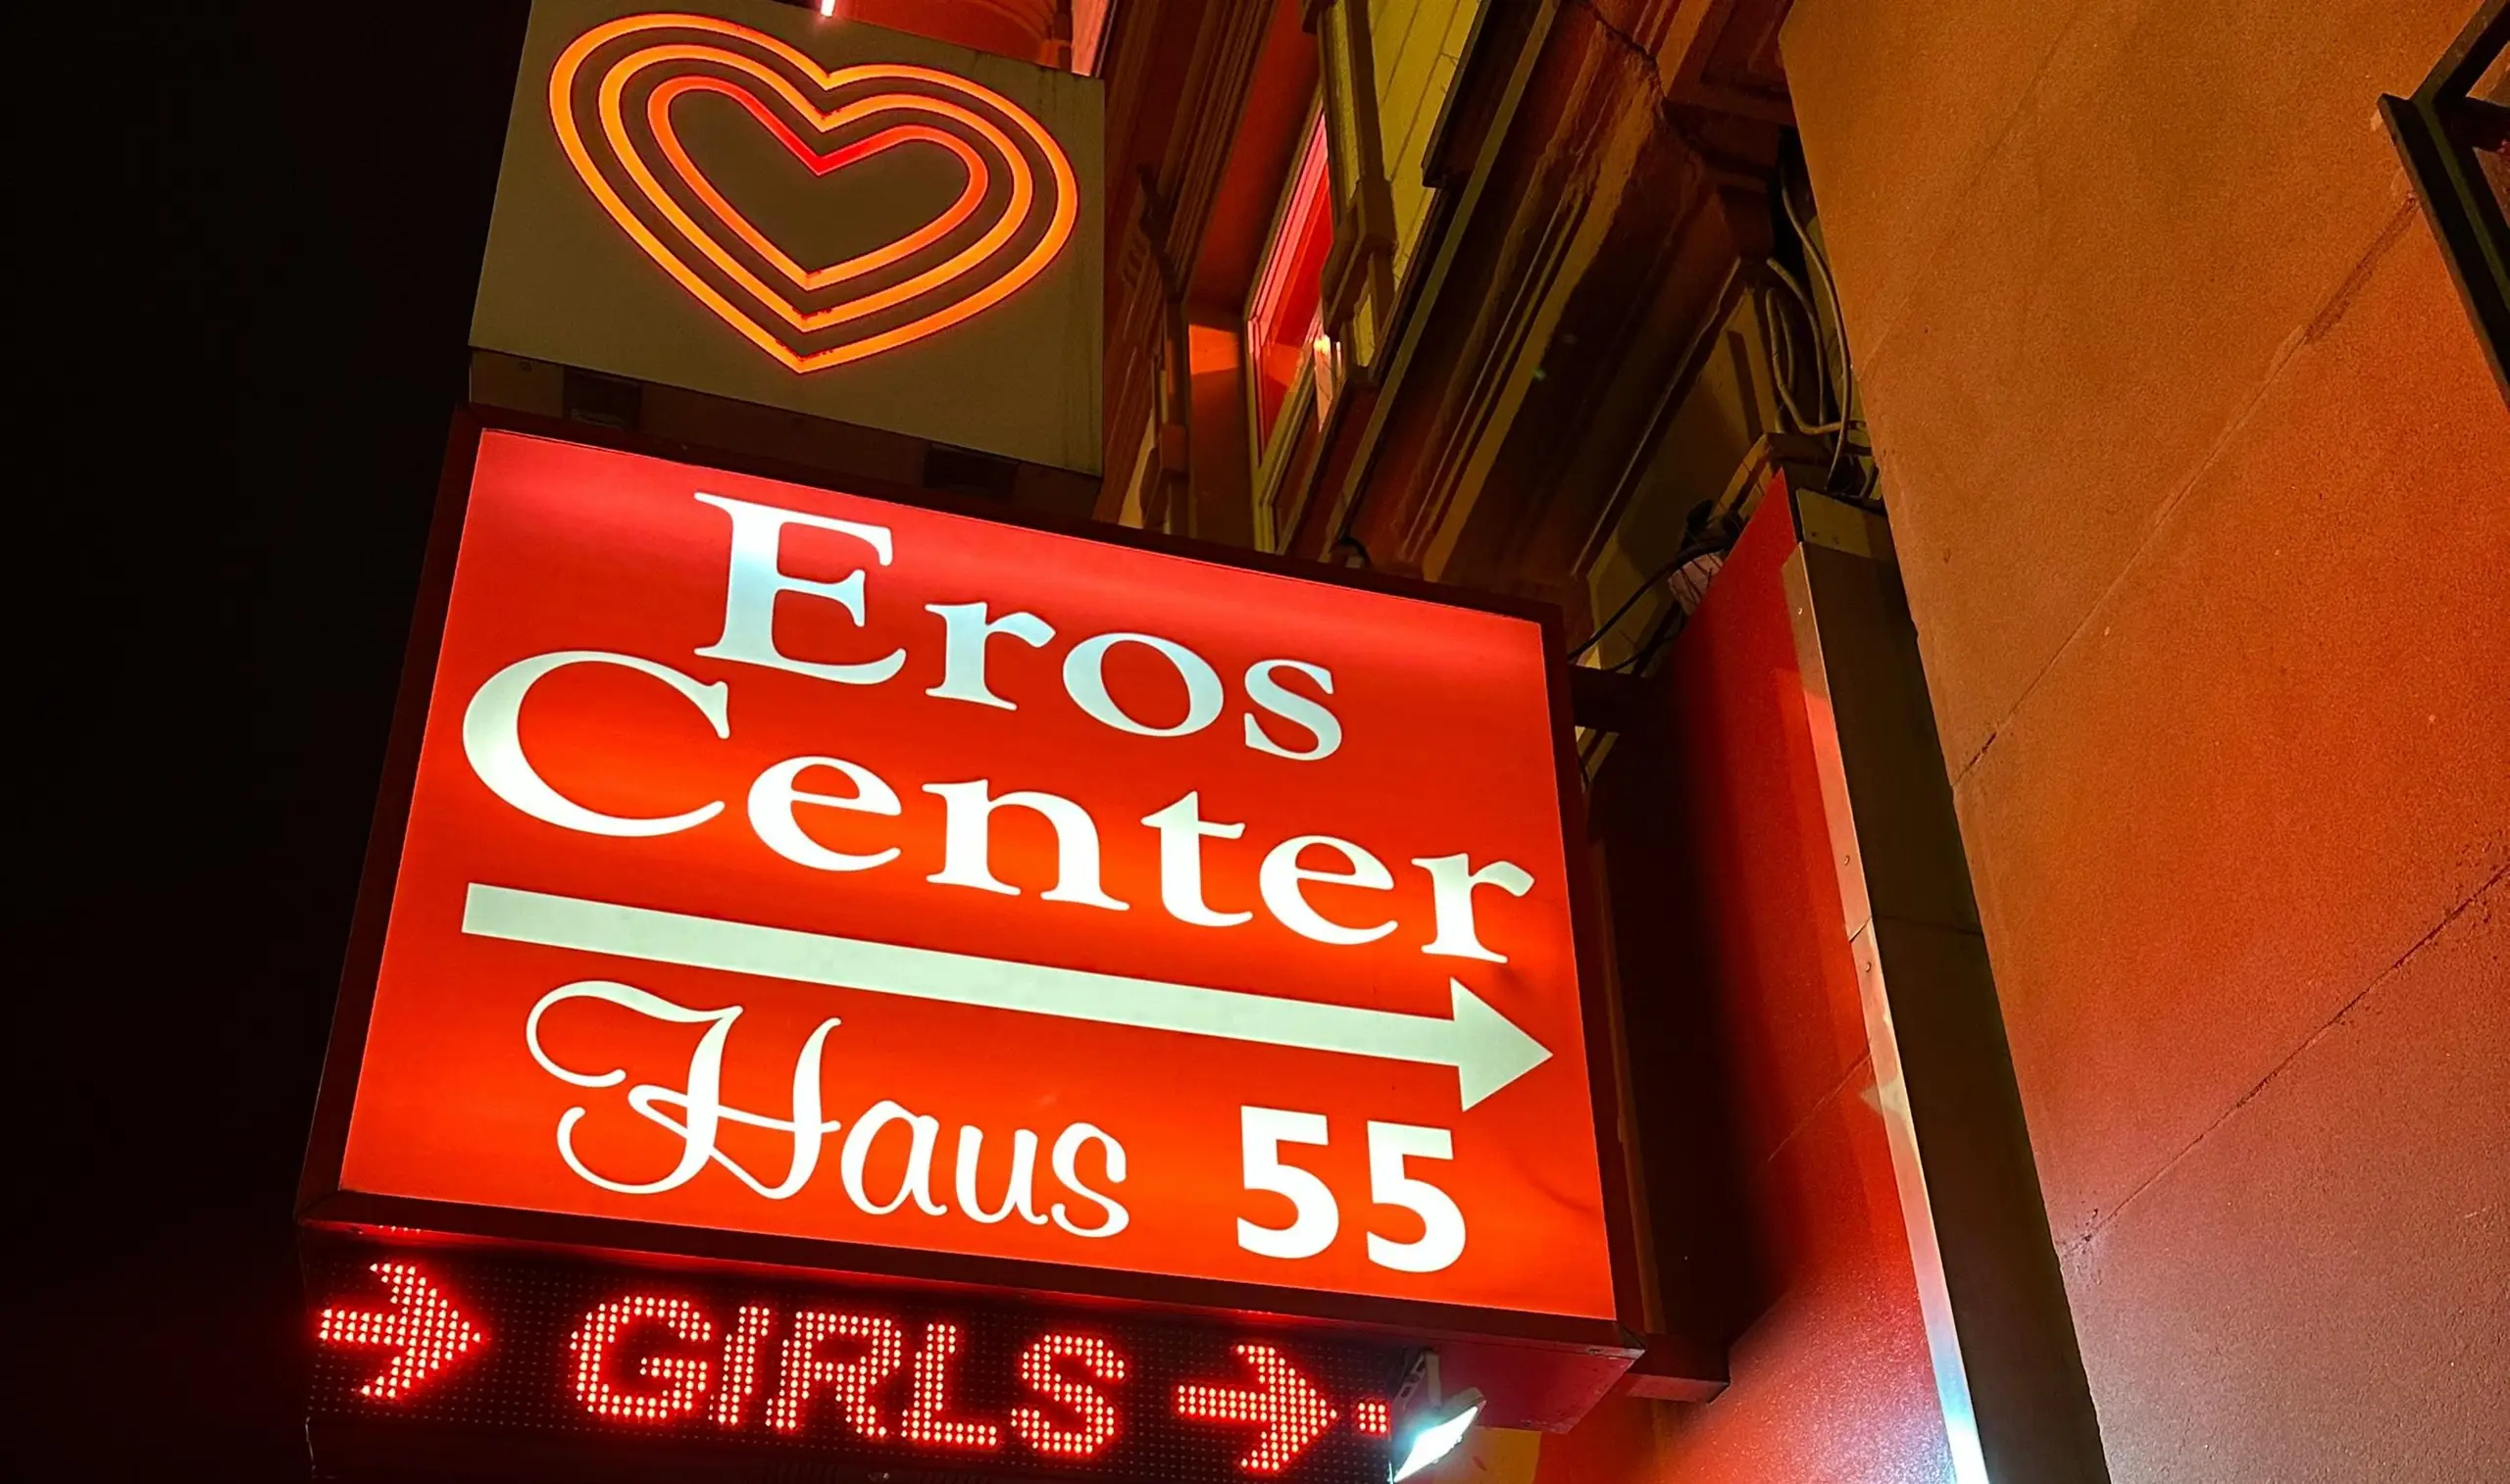 Eros
Center
Haus 55
GIRLS